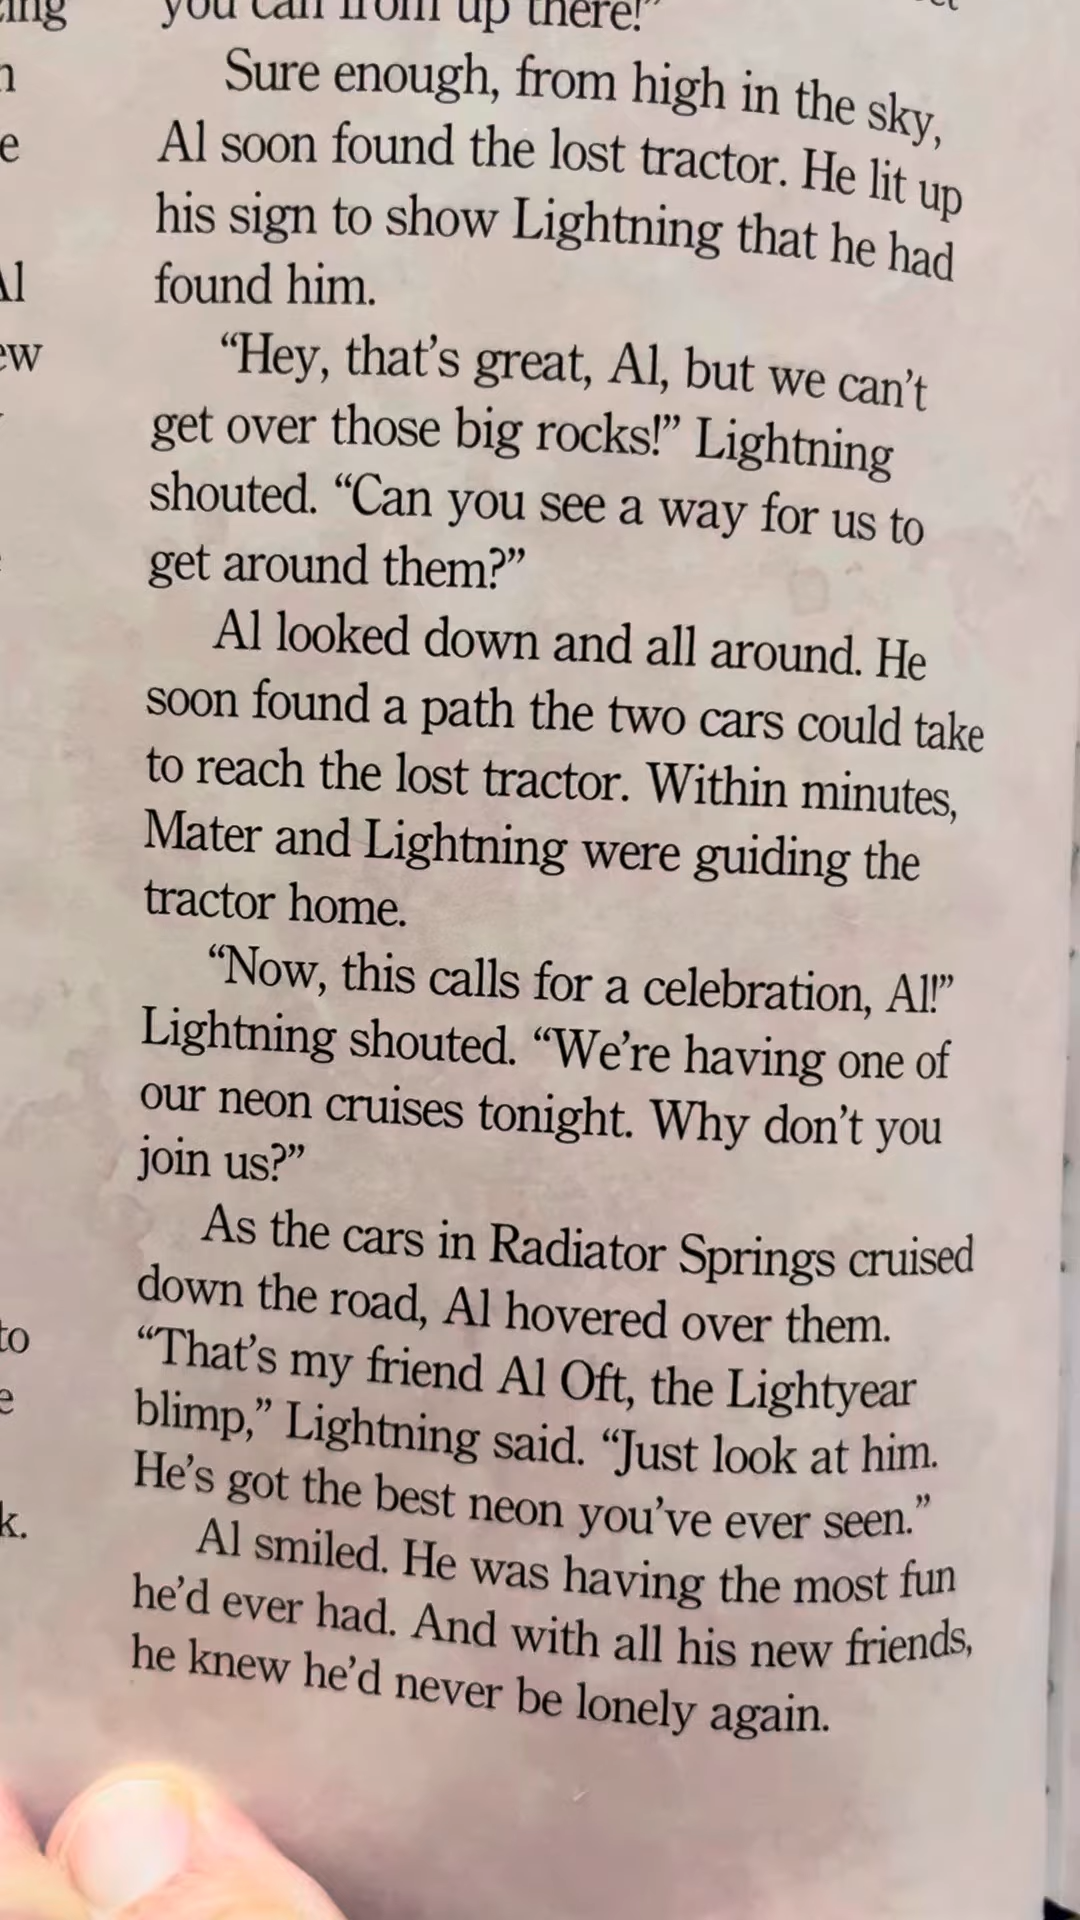 you can from up there!"
Sure enough, from high in the sky,
Al soon found the lost tractor. He lit up
his sign to show Lightning that he had
found him.
“Hey, that’s great, Al, but we can’t
get over those big rocks!” Lightning
shouted. “Can you see a way for us to
get around them?”
Al looked down and all around. He
soon found a path the two cars could take
to reach the lost tractor. Within minutes,
Mater and Lightning were guiding the
tractor home.
“Now, this calls for a celebration, Al!”
Lightning shouted. “We’re having one of
our neon cruises tonight. Why don’t you
join us?”
As the cars in Radiator Springs cruised
down the road, Al hovered over them.
“That’s my friend Al Oft, the Lightyear
blimp,” Lightning said. “Just look at him.
He’s got the best neon you’ve ever seen.”
Al smiled. He was having the most fun
he’d ever had. And with all his new friends,
he knew he’d never be lonely again.